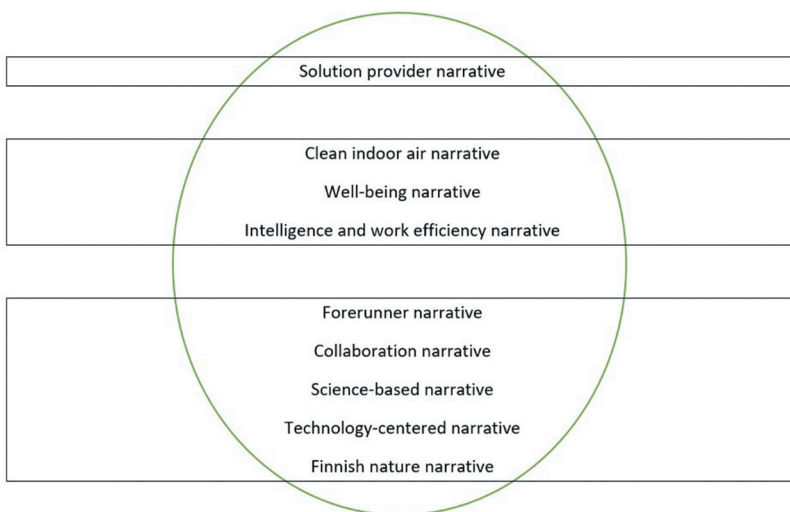 Solution provider narrative
Clean indoor air narrative
Well-being narrative
Intelligence and work efficiency narrative
Forerunner narrative
Collaboration narrative
Science-based narrative
Technology-centered narrative
Finnish nature narrative